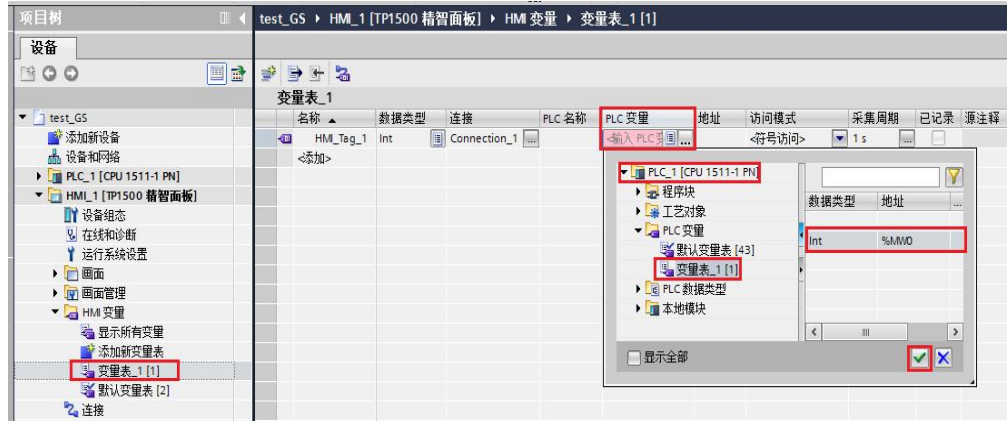 项目树
test_GS ▸ HMI_1 [TP1500 精智面板] ▸ HMI 变量 ▸ 变量表_1 [1]
设备
变量表_1
名称 数据类型 连接 PLC 名称 PLC 变量 地址 访问模式 采集周期 已记录 源注释
HMI_Tag_1 Int Connection_1 ... <输入 PLC 变 ... <符号访问> 1 s ...
<添加>
test_GS
添加新设备
设备和网络
PLC_1 [CPU 1511-1 PN]
HMI_1 [TP1500 精智面板]
设备组态
在线和诊断
运行系统设置
画面
画面管理
HMI 变量
显示所有变量
添加新变量表
变量表_1 [1]
默认变量表 [2]
连接
PLC_1 [CPU 1511-1 PN]
程序块
工艺对象
PLC 变量
默认变量表 [43]
变量表_1 [1]
PLC 数据类型
本地模块
数据类型 地址 ...
Int %MW0
显示全部